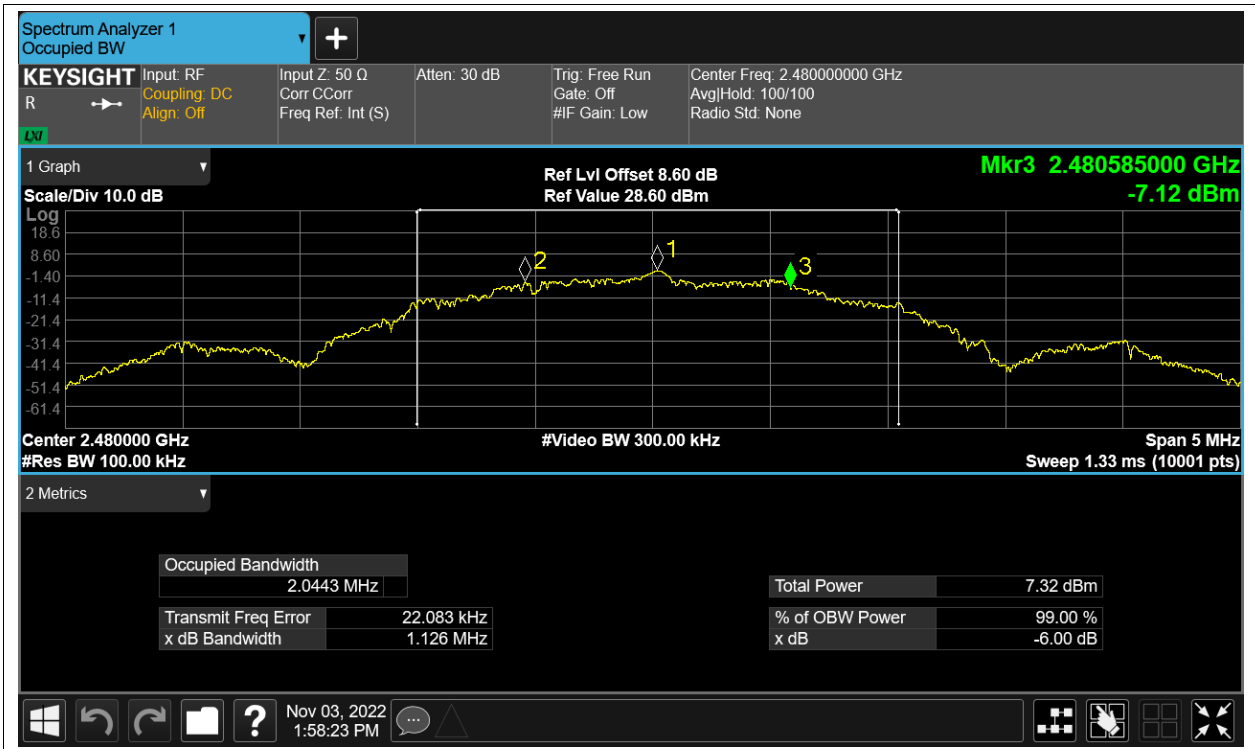 Spectrum Analyzer 1
Occupied BW
KEYSIGHT
R
LXI
Input: RF
Coupling: DC
Align: Off
Input Z: 50 Ω
Corr CCorr
Freq Ref: Int (S)
Atten: 30 dB
Trig: Free Run
Gate: Off
#IF Gain: Low
Center Freq: 2.480000000 GHz
Avg|Hold: 100/100
Radio Std: None
1 Graph
Scale/Div 10.0 dB
Ref Lvl Offset 8.60 dB
Ref Value 28.60 dBm
Mkr3 2.480585000 GHz
-7.12 dBm
Log
18.6
8.60
-1.40
-11.4
-21.4
-31.4
-41.4
-51.4
-61.4
2
1
3
Center 2.480000 GHz
#Res BW 100.00 kHz
#Video BW 300.00 kHz
Span 5 MHz
Sweep 1.33 ms (10001 pts)
2 Metrics
Occupied Bandwidth
2.0443 MHz
Transmit Freq Error 22.083 kHz
x dB Bandwidth 1.126 MHz
Total Power 7.32 dBm
% of OBW Power 99.00 %
x dB -6.00 dB
?
Nov 03, 2022
1:58:23 PM